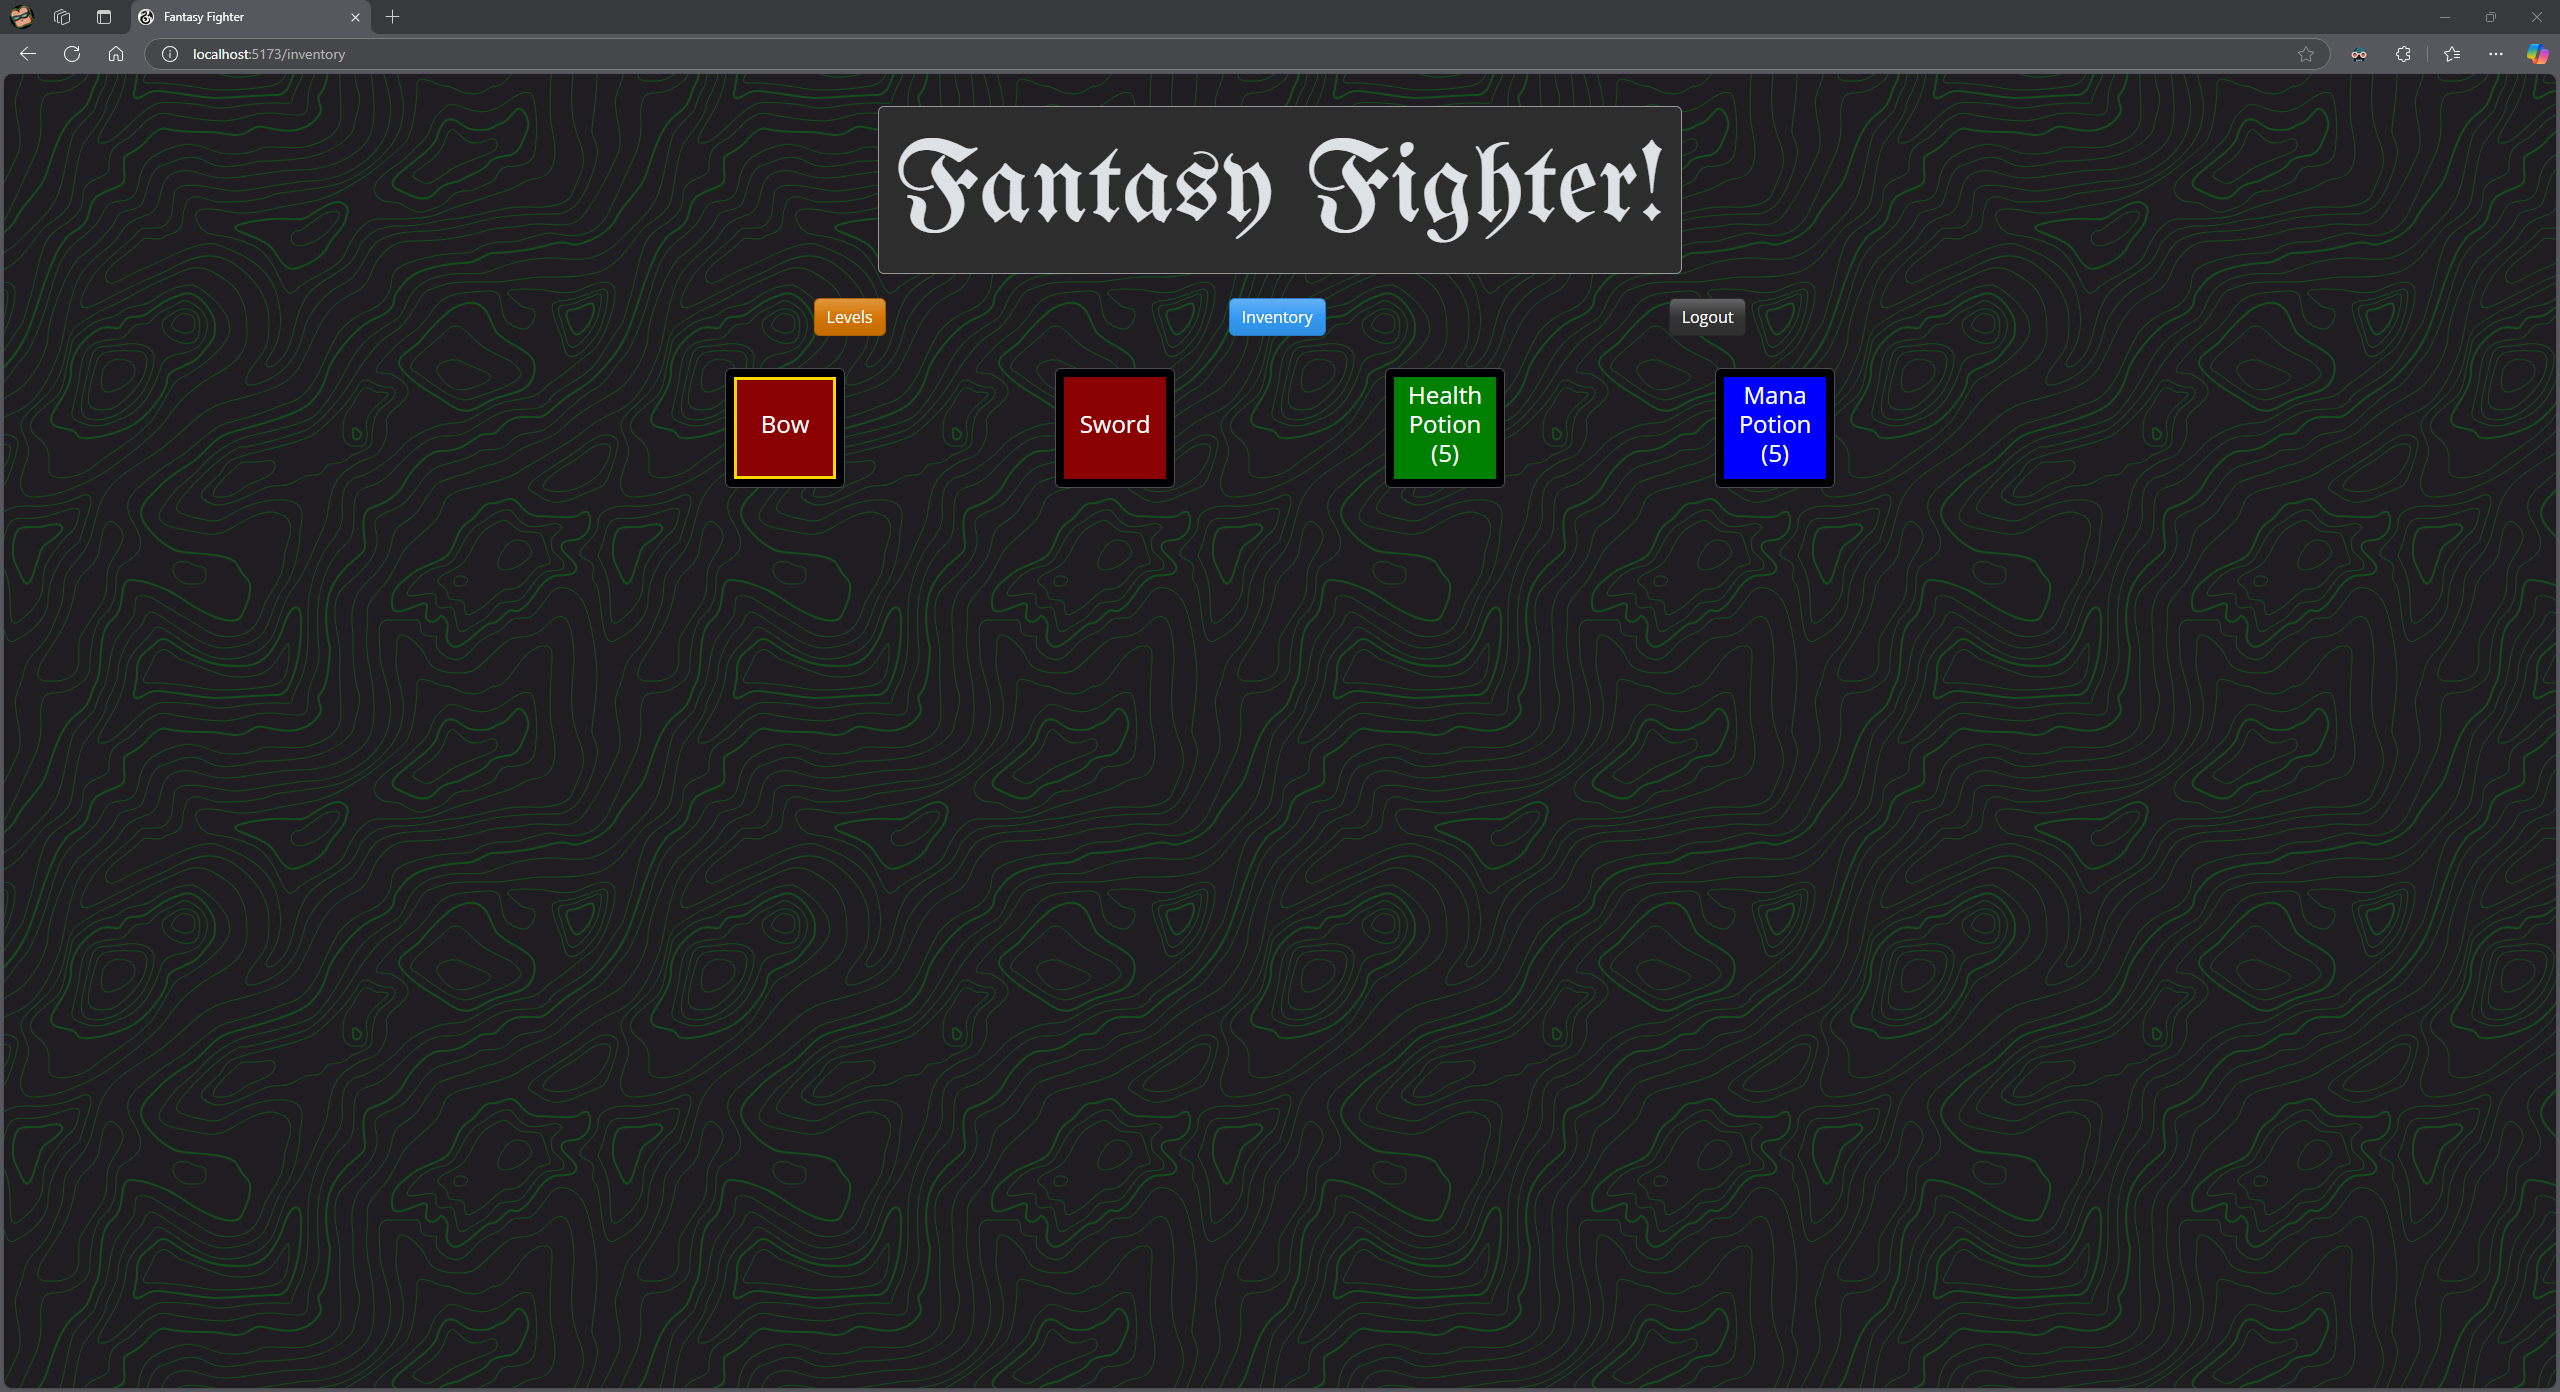 Fantasy Fighter
localhost:5173/inventory
Fantasy Fighter!
Levels
Inventory
Logout
Bow
Sword
Health
Potion
(5)
Mana
Potion
(5)